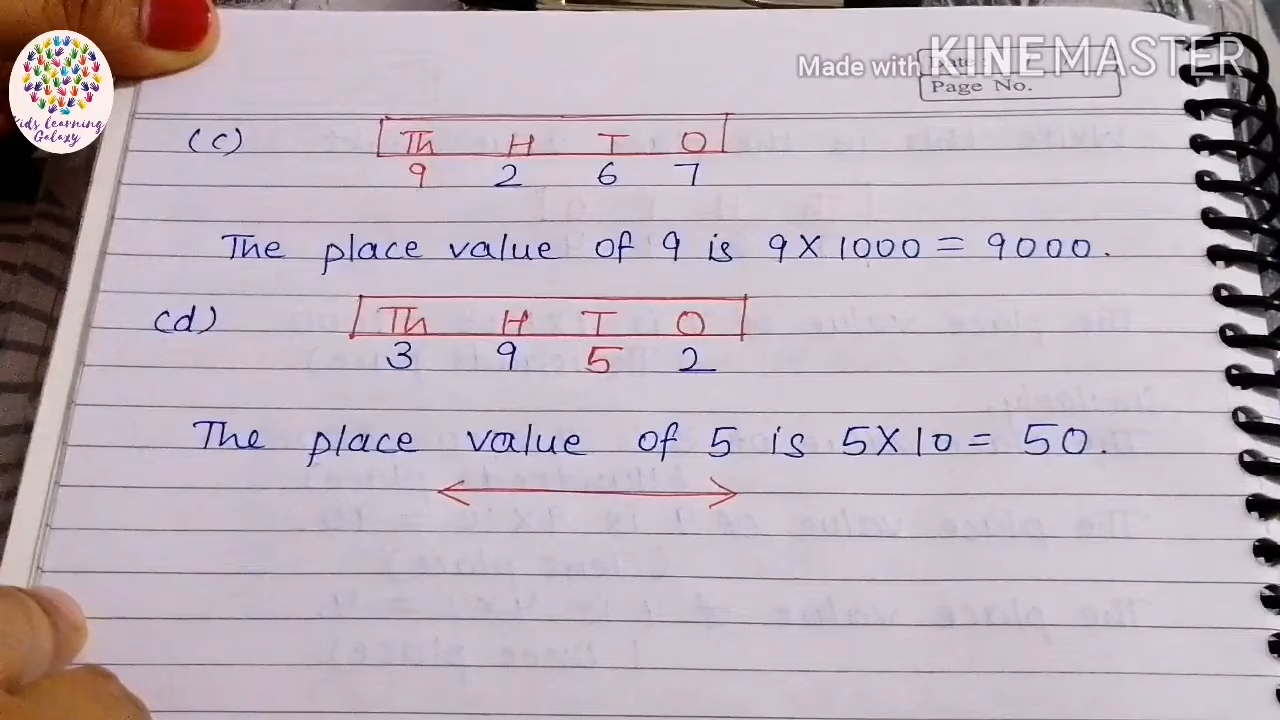 Kids Learning
Galaxy
Made with KINEMASTER
Page No.
(c) Th H T O
9 2 6 7
The place value of 9 is 9 X 1000 = 9000.
(d) Th H T O
3 9 5 2
The place value of 5 is 5 X 10 = 50.